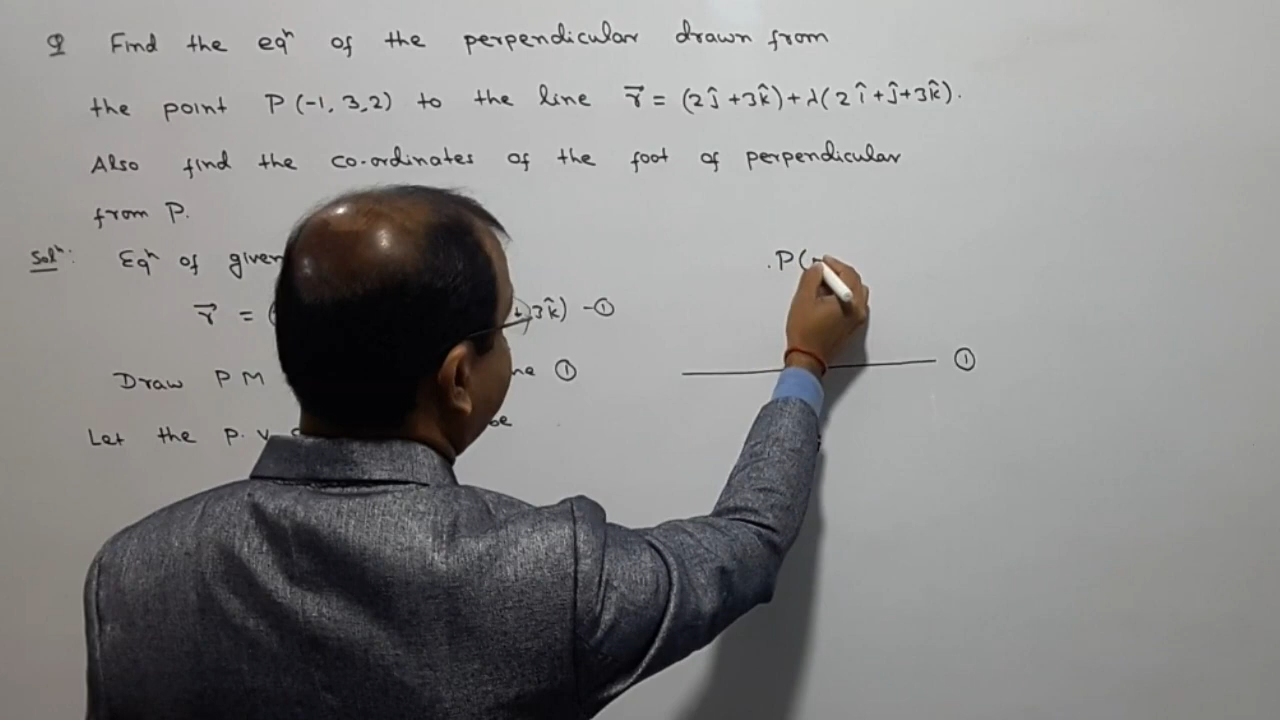 Q Find the eqⁿ of the perpendicular drawn from
the point P(-1, 3, 2) to the line r⃗ = (2ĵ + 3k̂) + λ(2î + ĵ + 3k̂).
Also find the co-ordinates of the foot of perpendicular
from P.
Solⁿ: Eqⁿ of given
r⃗ = ( 3k̂) - ①
Draw PM ①
Let the P. V be
.P(
①